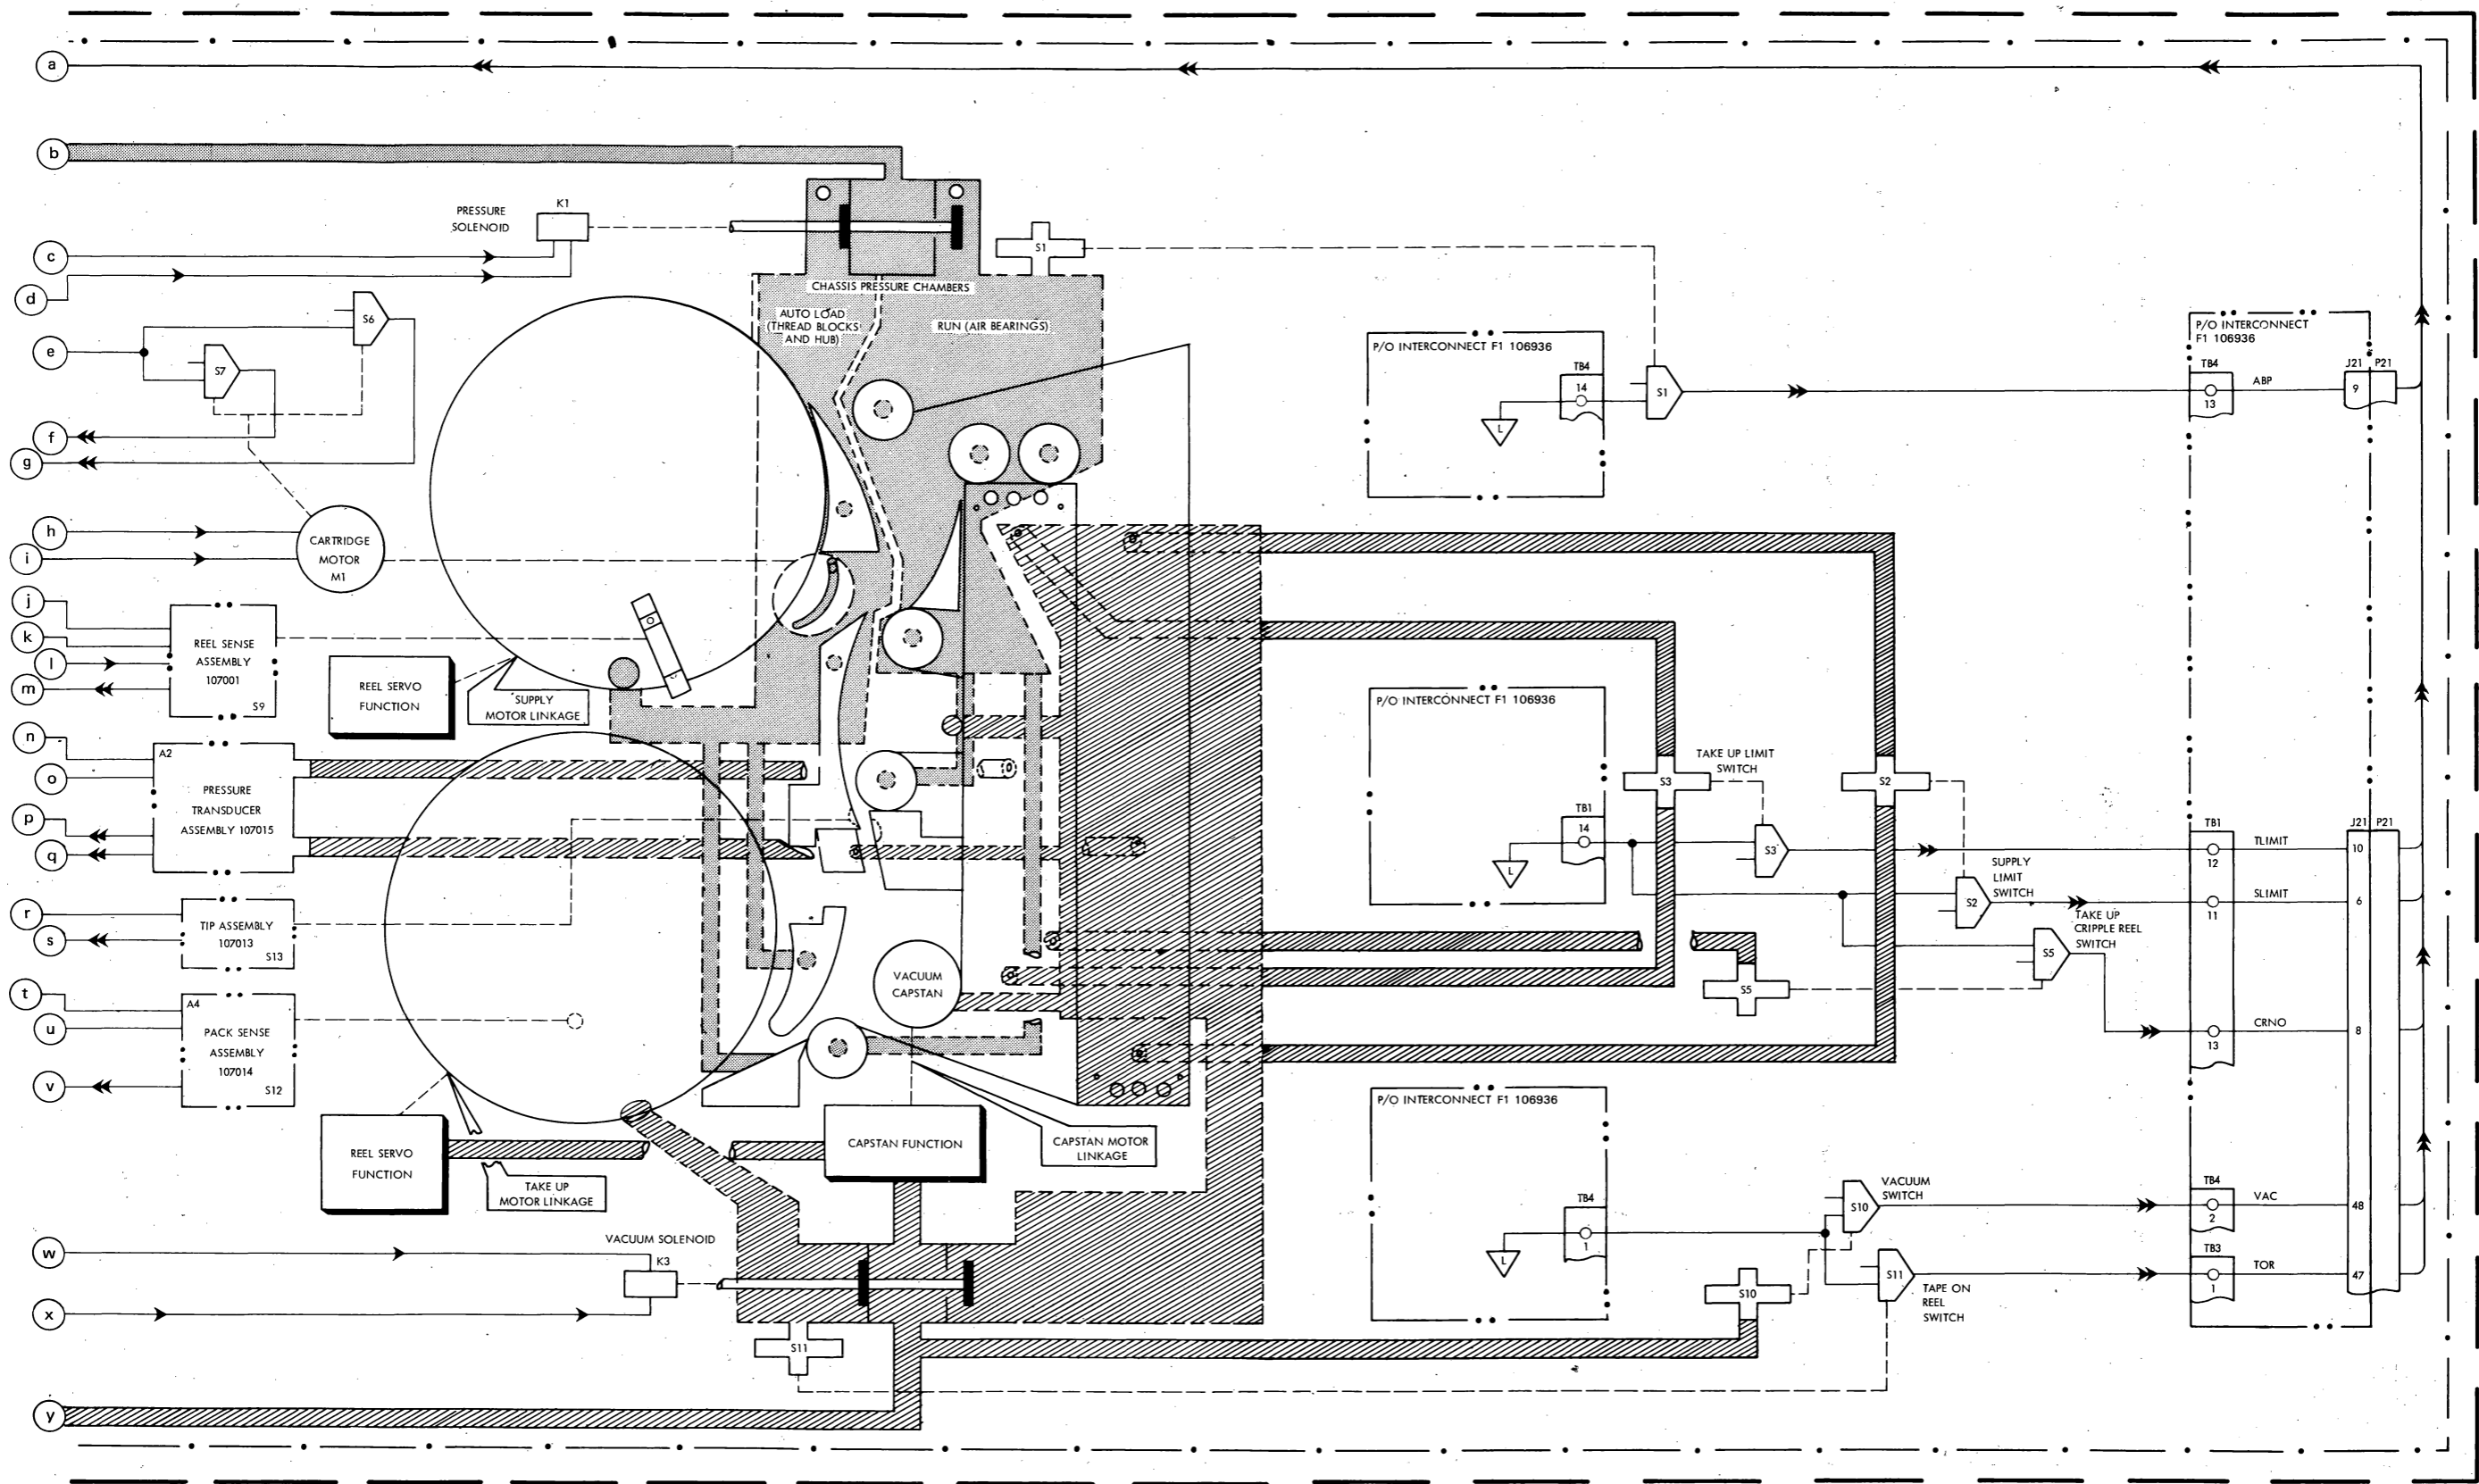 a
b
PRESSURE
SOLENOID
K1
c
d
S1
CHASSIS PRESSURE CHAMBERS
AUTO LOAD
(THREAD BLOCKS
AND HUB)
RUN (AIR BEARINGS)
S6
e
S7
f
g
h
i
CARTRIDGE
MOTOR
M1
j
k
l
m
REEL SENSE
ASSEMBLY
107001
S9
REEL SERVO
FUNCTION
SUPPLY
MOTOR LINKAGE
n
o
p
q
A2
PRESSURE
TRANSDUCER
ASSEMBLY 107015
r
s
TIP ASSEMBLY
107013
S13
t
u
v
A4
PACK SENSE
ASSEMBLY
107014
S12
VACUUM
CAPSTAN
REEL SERVO
FUNCTION
TAKE UP
MOTOR LINKAGE
CAPSTAN FUNCTION
CAPSTAN MOTOR
LINKAGE
w
x
VACUUM SOLENOID
K3
S11
y
P/O INTERCONNECT F1 106936
TB4
14
L
S1
P/O INTERCONNECT
F1 106936
TB4
13
ABP
J21 P21
9
P/O INTERCONNECT F1 106936
TB1
14
L
S3
TAKE UP LIMIT
SWITCH
S2
S3
SUPPLY
LIMIT
SWITCH
S2
TAKE UP
CRIPPLE REEL
SWITCH
S5
S5
TB1
12
TLIMIT
J21 P21
10
11
SLIMIT
6
13
CRNO
8
P/O INTERCONNECT F1 106936
TB4
1
L
VACUUM
SWITCH
S10
S10
S11
TAPE ON
REEL
SWITCH
TB4
2
VAC
48
TB3
1
TOR
47